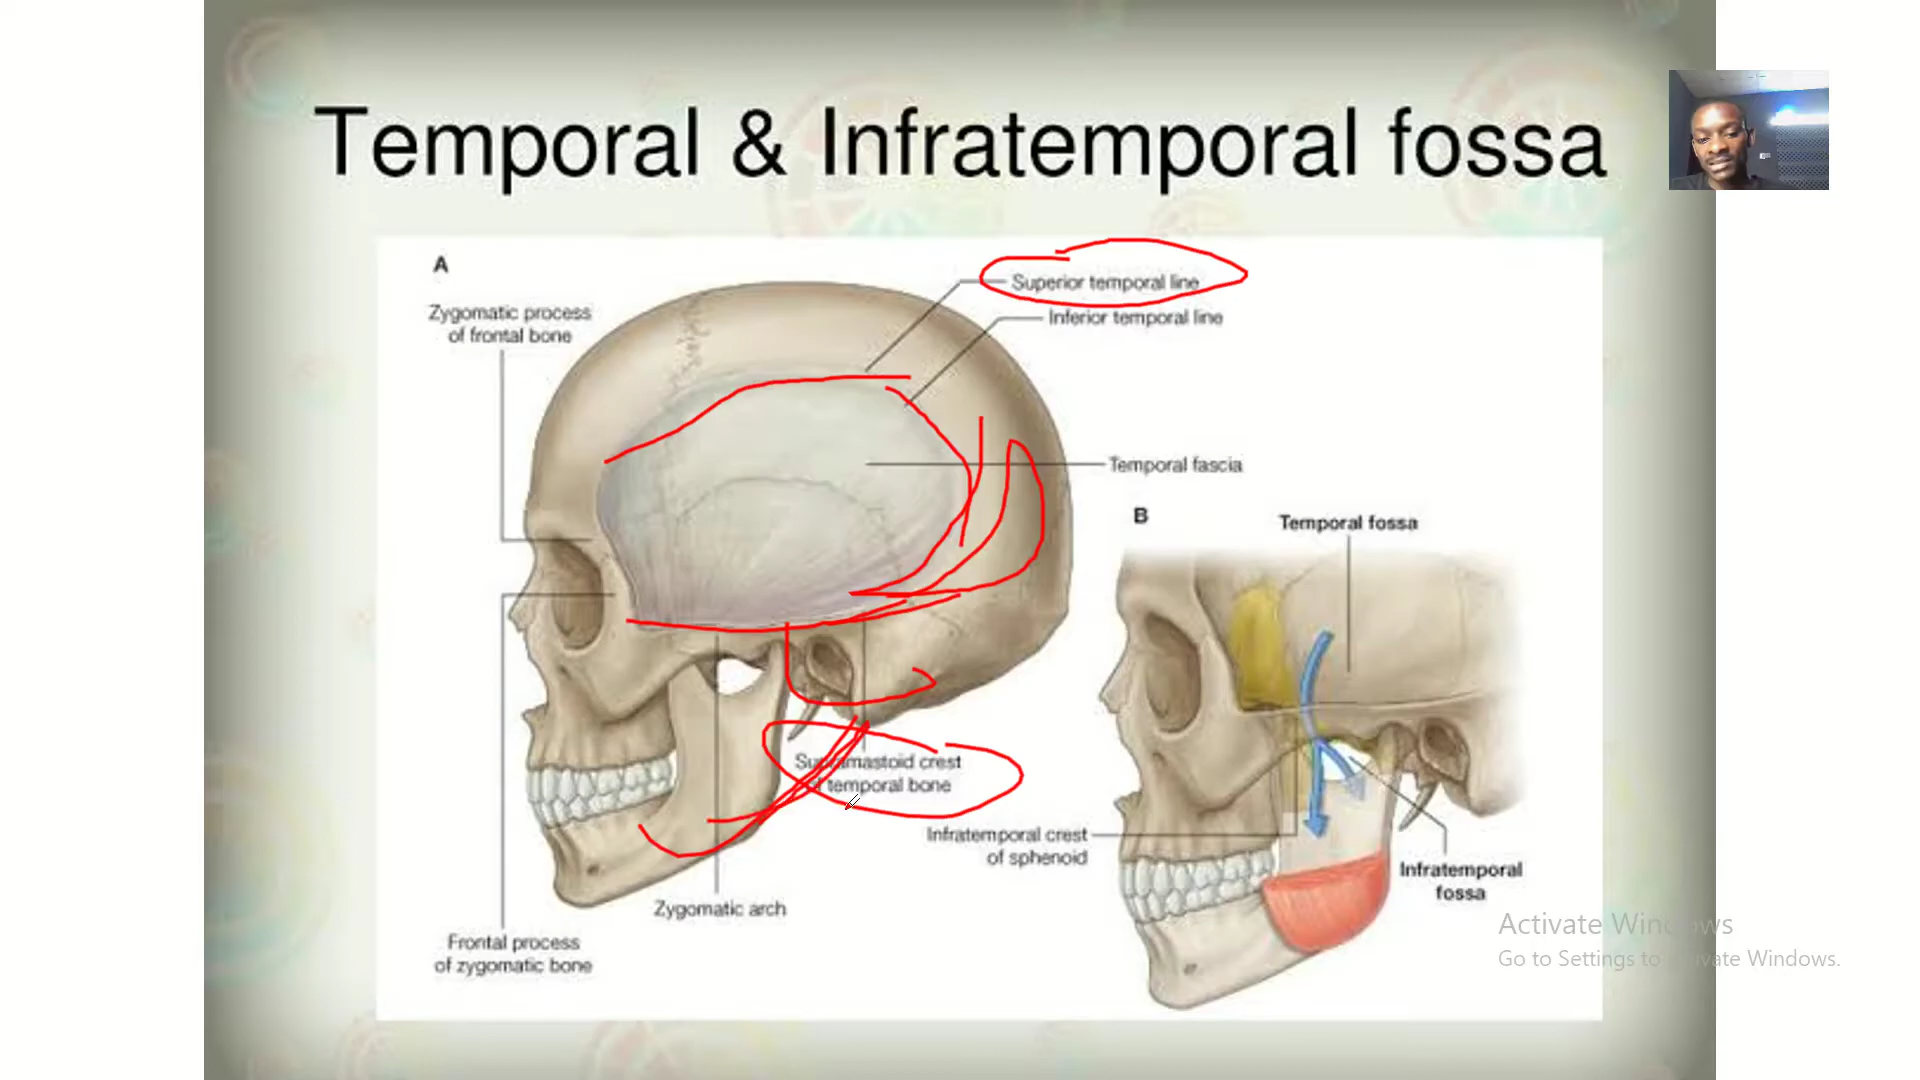 Temporal & Infratemporal fossa
A
Superior temporal line
Inferior temporal line
Zygomatic process
of frontal bone
Temporal fascia
B
Temporal fossa
Supramastoid crest
of temporal bone
Infratemporal crest
of sphenoid
Infratemporal
fossa
Zygomatic arch
Frontal process
of zygomatic bone
Activate Windows
Go to Settings to activate Windows.